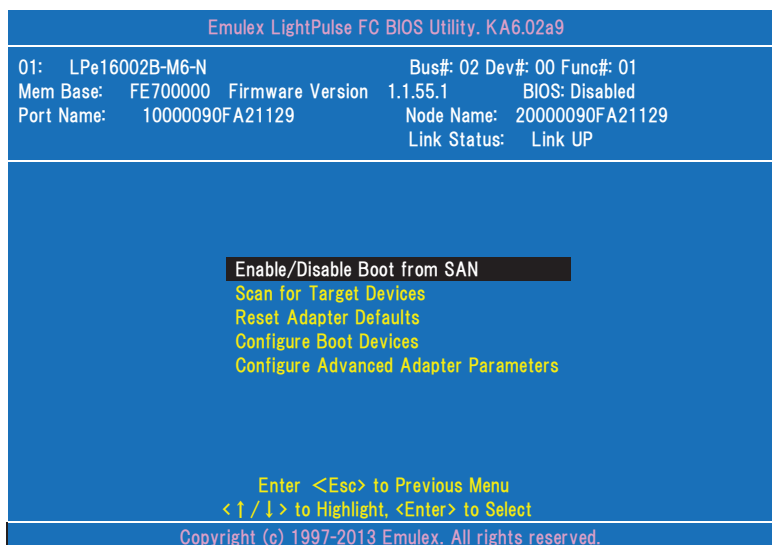 Emulex LightPulse FC BIOS Utility. KA6.02a9
01: LPe16002B-M6-N Bus#: 02 Dev#: 00 Func#: 01
Mem Base: FE700000 Firmware Version 1.1.55.1 BIOS: Disabled
Port Name: 10000090FA21129 Node Name: 20000090FA21129
Link Status: Link UP
Enable/Disable Boot from SAN
Scan for Target Devices
Reset Adapter Defaults
Configure Boot Devices
Configure Advanced Adapter Parameters
Enter <Esc> to Previous Menu
<↑/↓> to Highlight, <Enter> to Select
Copyright (c) 1997-2013 Emulex. All rights reserved.